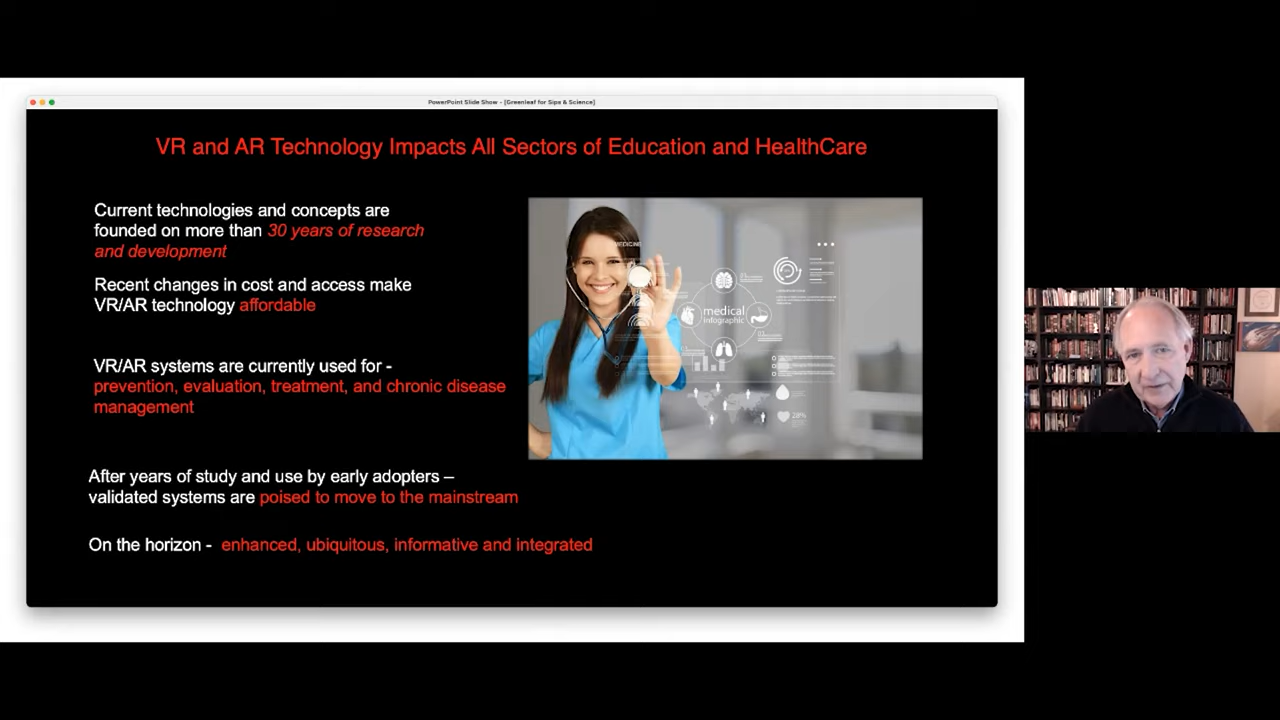 PowerPoint Slide Show - [Greenleaf for Sips & Science]
VR and AR Technology Impacts All Sectors of Education and HealthCare
Current technologies and concepts are
founded on more than 30 years of research
and development
Recent changes in cost and access make
VR/AR technology affordable
VR/AR systems are currently used for -
prevention, evaluation, treatment, and chronic disease
management
After years of study and use by early adopters –
validated systems are poised to move to the mainstream
On the horizon - enhanced, ubiquitous, informative and integrated
MEDICINE
medical
infographic
28%